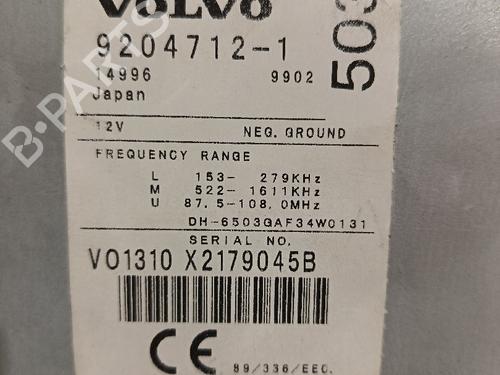 VOLVO
9204712-1
14996 9902
Japan
503
12V NEG. GROUND
FREQUENCY RANGE
L 153- 279KHz
M 522- 1611KHz
U 87.5-108.0MHz
DH-6503GAF34W0131
SERIAL NO.
VO1310 X2179045B
CE
89/336/EEC.
B-PARTS